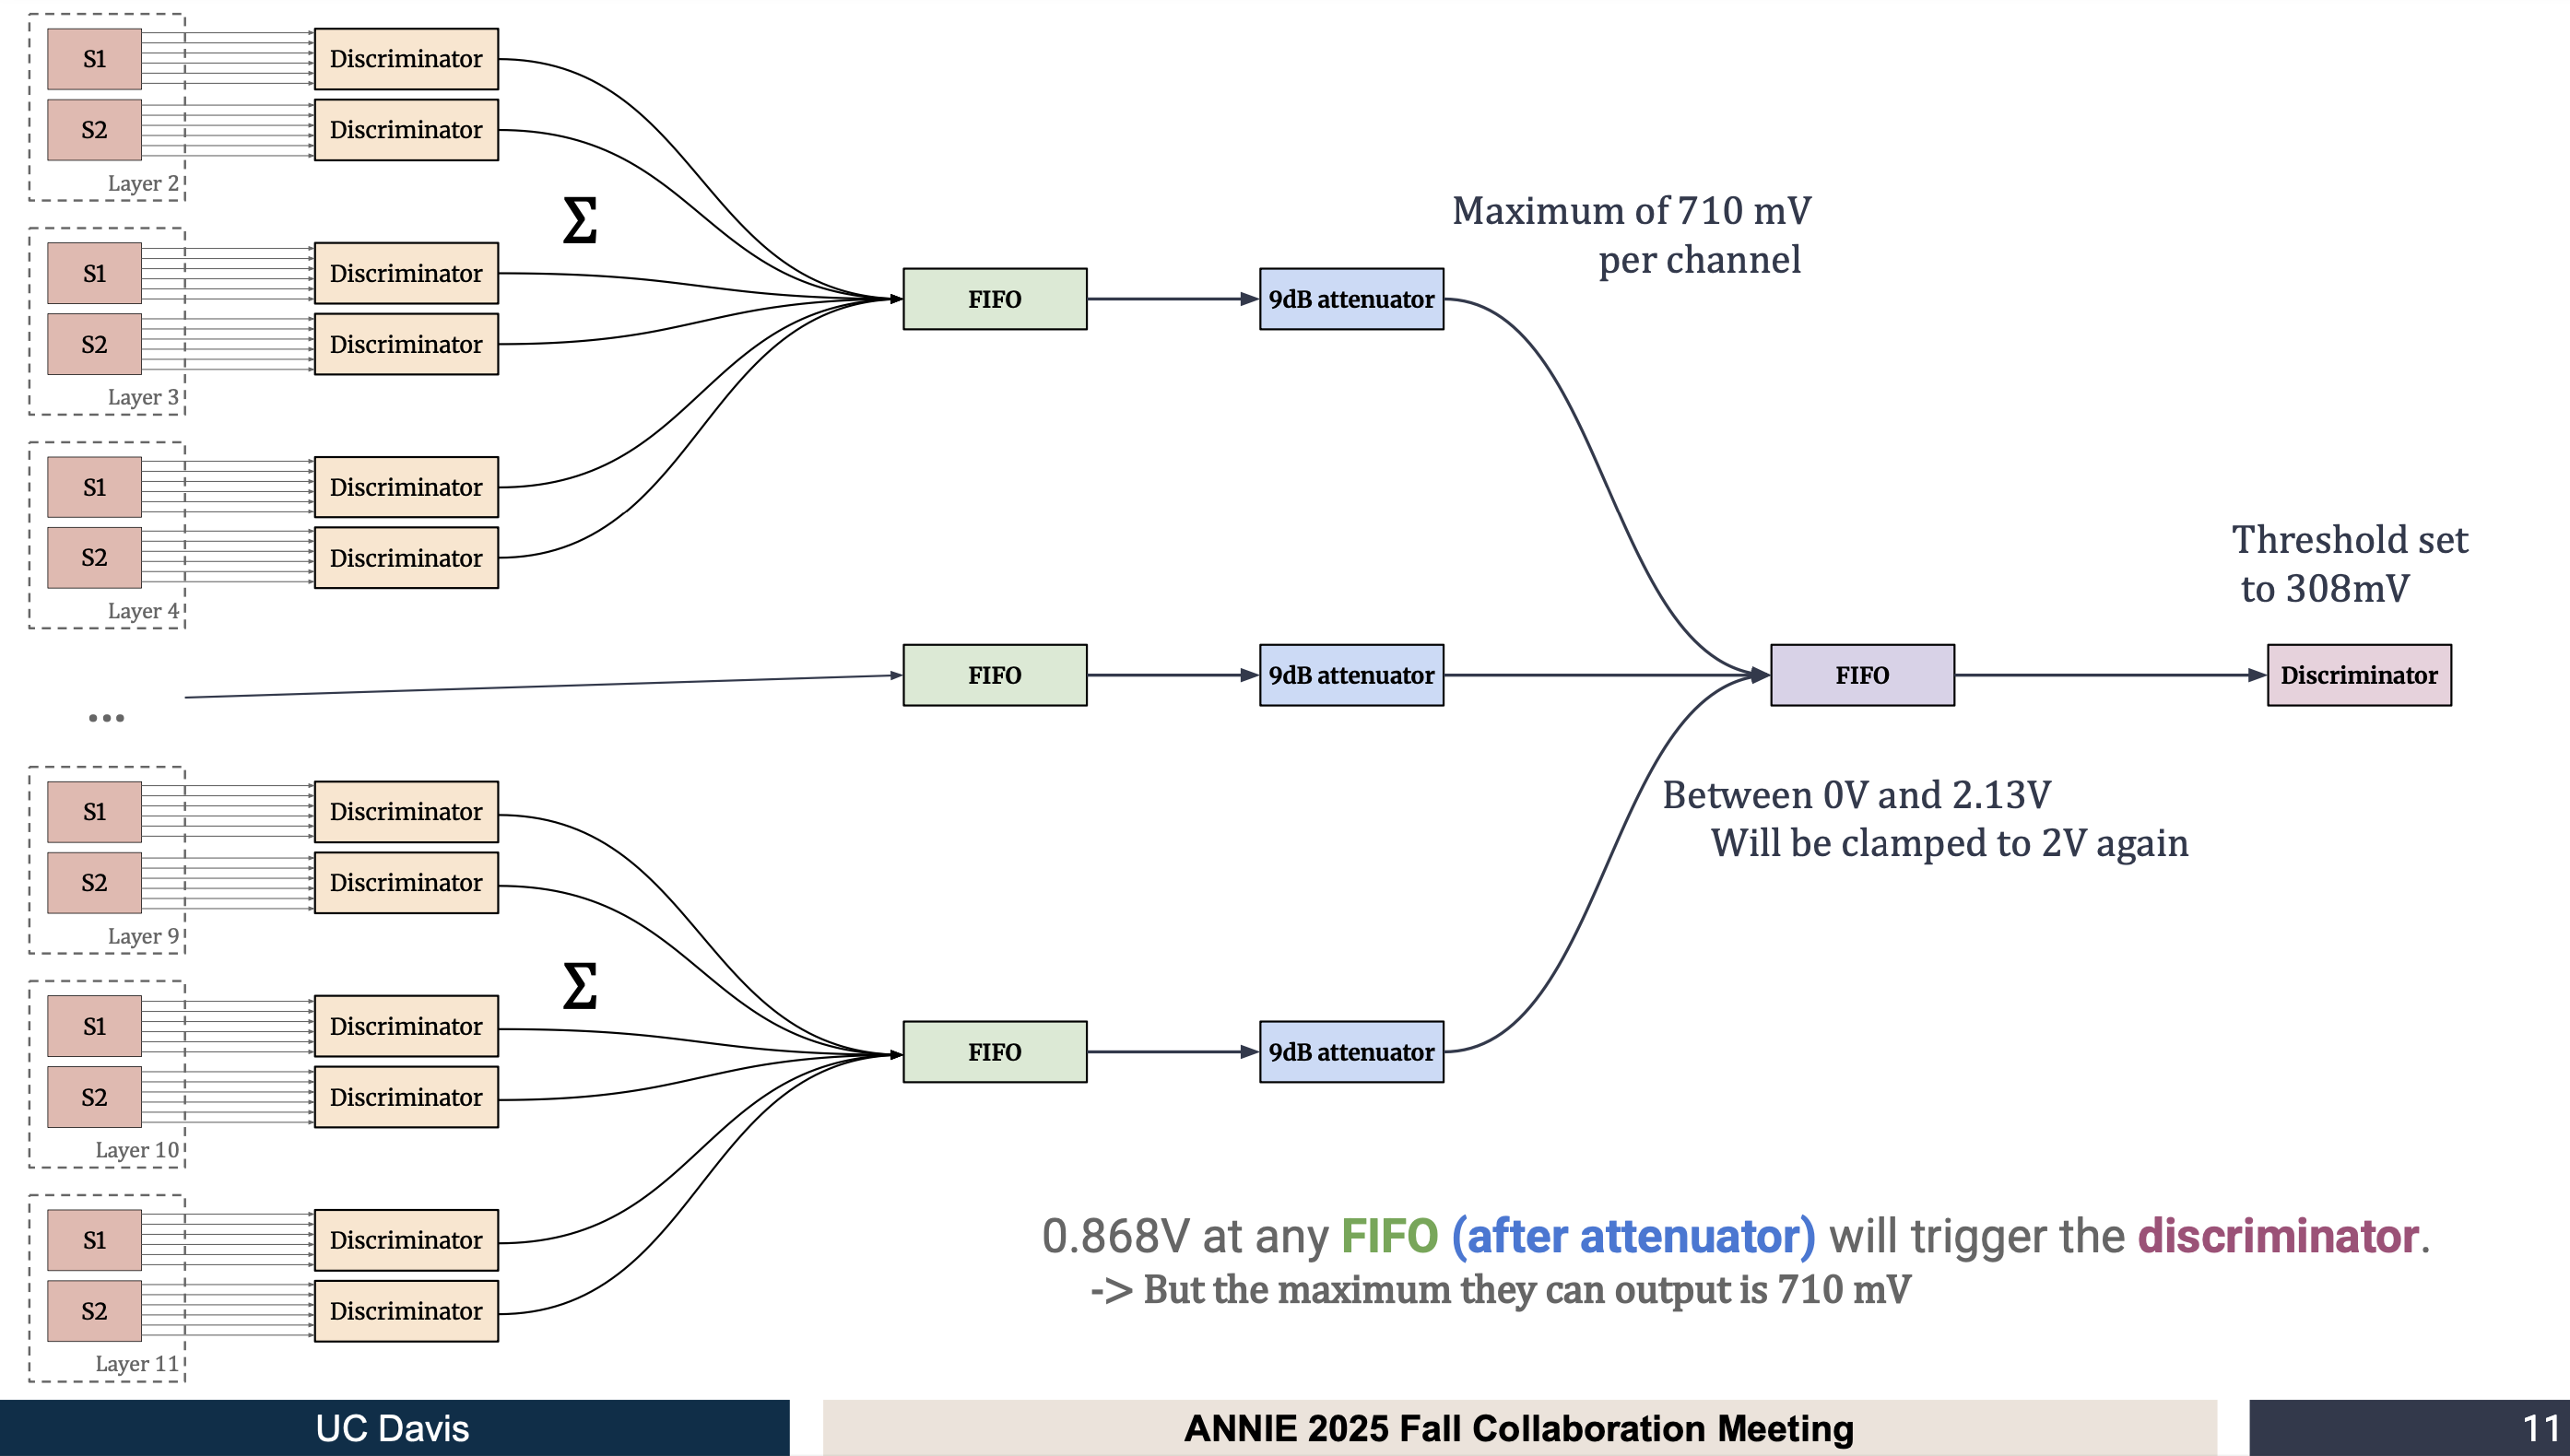 S1
Discriminator
S2
Discriminator
Layer 2
Σ
S1
Discriminator
S2
Discriminator
Layer 3
S1
Discriminator
S2
Discriminator
Layer 4
FIFO
9dB attenuator
Maximum of 710 mV
per channel
...
FIFO
9dB attenuator
FIFO
Threshold set
to 308mV
Discriminator
Between 0V and 2.13V
Will be clamped to 2V again
S1
Discriminator
S2
Discriminator
Layer 9
Σ
S1
Discriminator
S2
Discriminator
Layer 10
S1
Discriminator
S2
Discriminator
Layer 11
FIFO
9dB attenuator
0.868V at any FIFO (after attenuator) will trigger the discriminator.
-> But the maximum they can output is 710 mV
UC Davis
ANNIE 2025 Fall Collaboration Meeting
11